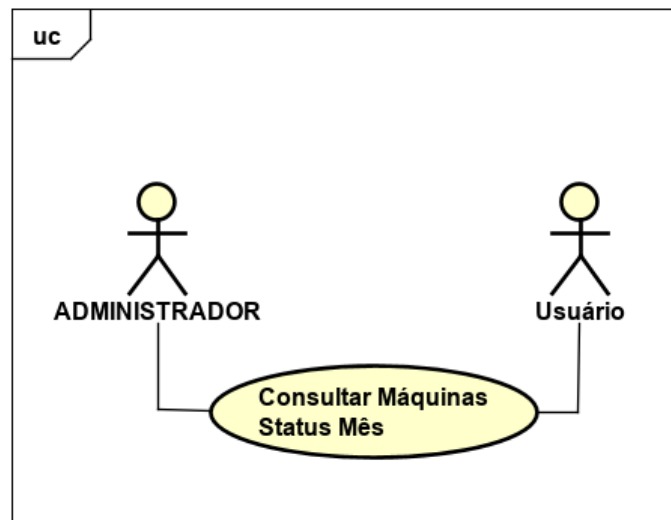 uc
ADMINISTRADOR
Usuário
Consultar Máquinas
Status Mês